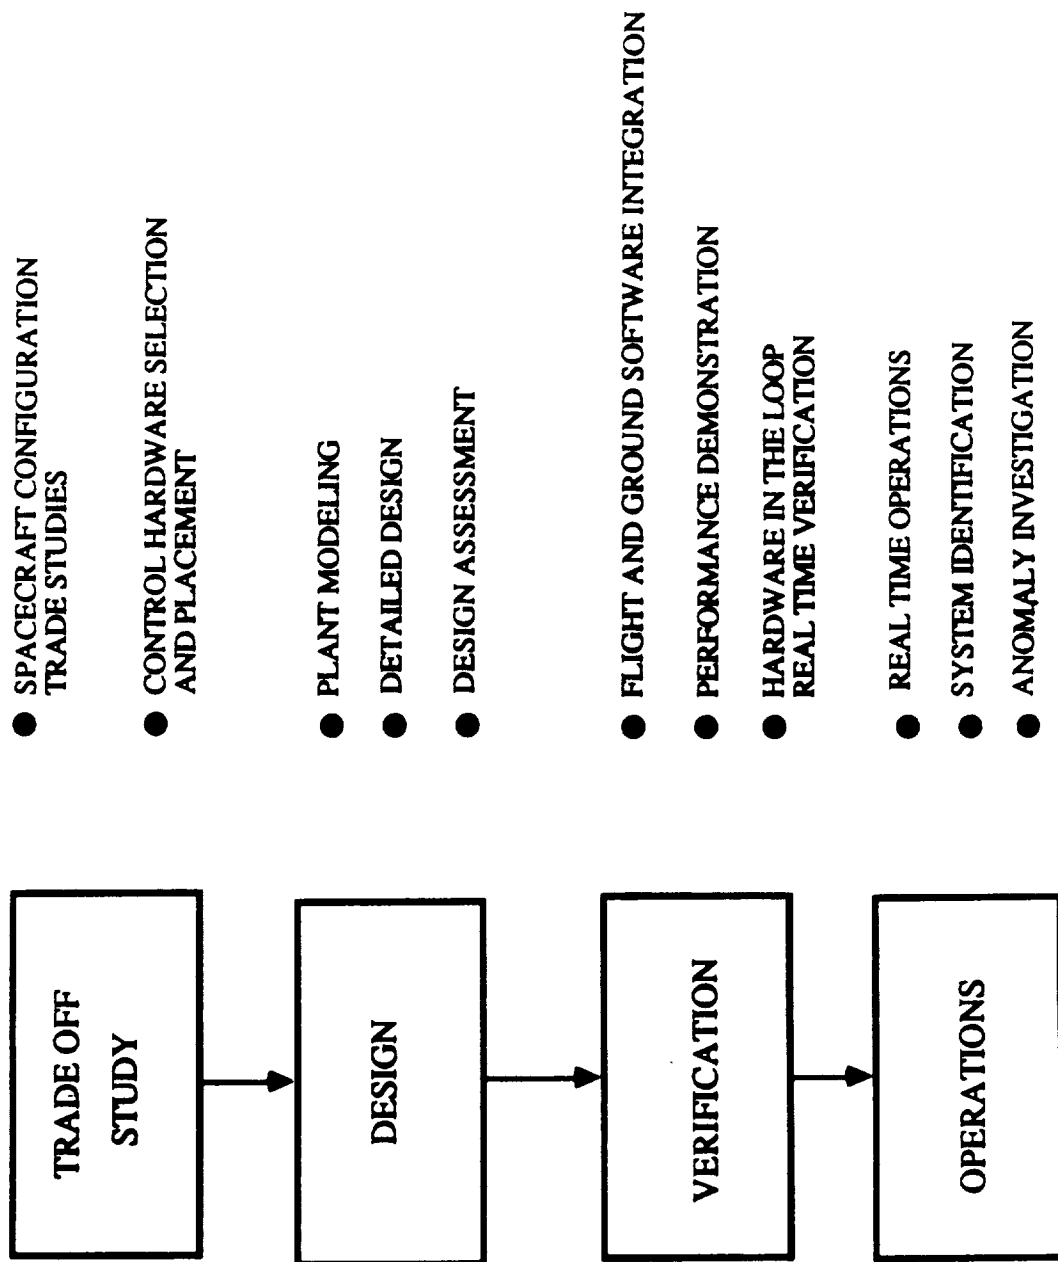 TRADE OFF
STUDY
SPACECRAFT CONFIGURATION
TRADE STUDIES
CONTROL HARDWARE SELECTION
AND PLACEMENT
DESIGN
PLANT MODELING
DETAILED DESIGN
DESIGN ASSESSMENT
VERIFICATION
FLIGHT AND GROUND SOFTWARE INTEGRATION
PERFORMANCE DEMONSTRATION
HARDWARE IN THE LOOP
REAL TIME VERIFICATION
OPERATIONS
REAL TIME OPERATIONS
SYSTEM IDENTIFICATION
ANOMALY INVESTIGATION